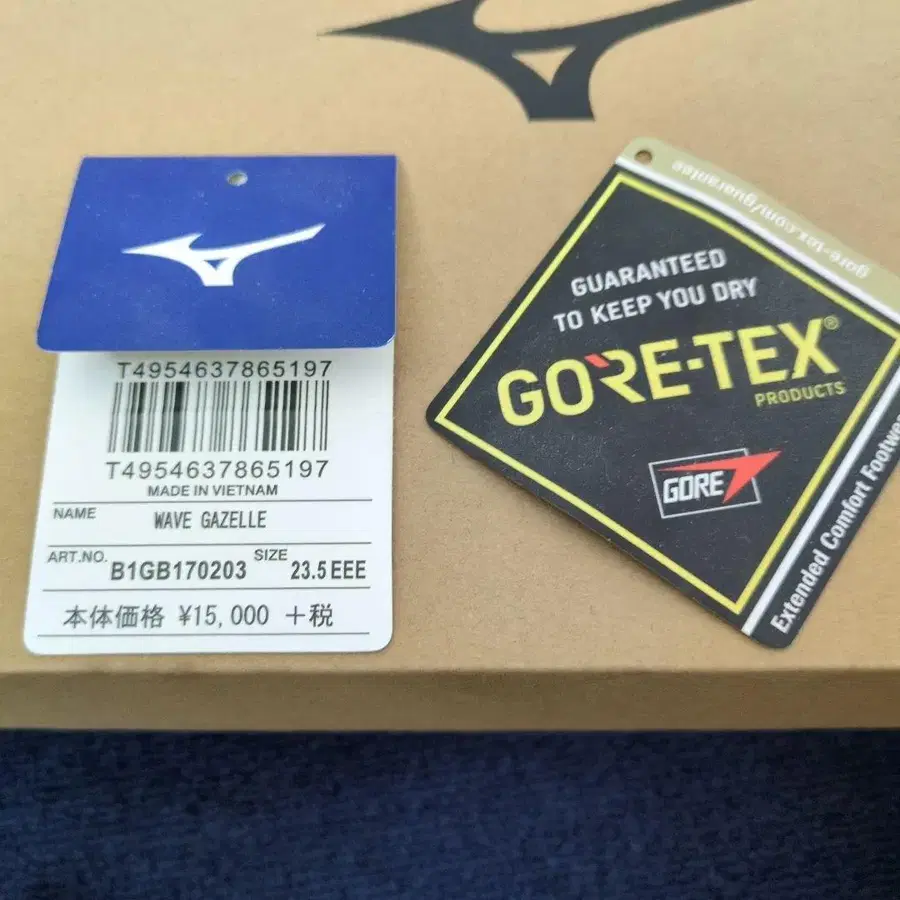 T4954637865197
T4954637865197
MADE IN VIETNAM
NAME WAVE GAZELLE
ART.NO. B1GB170203 SIZE 23.5 EEE
本体価格 ¥15,000 +税
gore-tex.com/guarantee
GUARANTEED
TO KEEP YOU DRY
GORE-TEX®
PRODUCTS
GORE
Extended Comfort Footwear